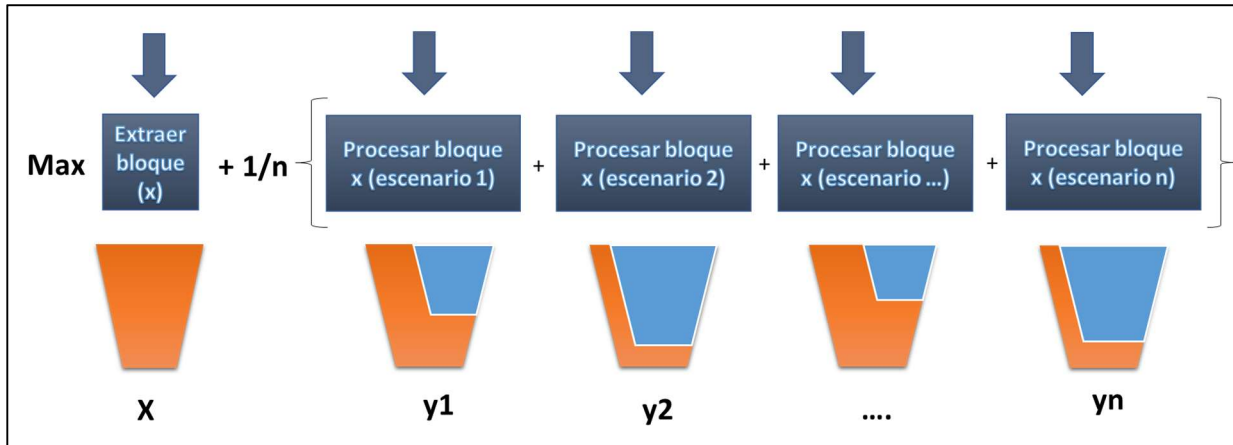 Max
Extraer
bloque
(x)
+ 1/n
Procesar bloque
x (escenario 1)
+
Procesar bloque
x (escenario 2)
+
Procesar bloque
x (escenario ...)
+
Procesar bloque
x (escenario n)
X
y1
y2
....
yn